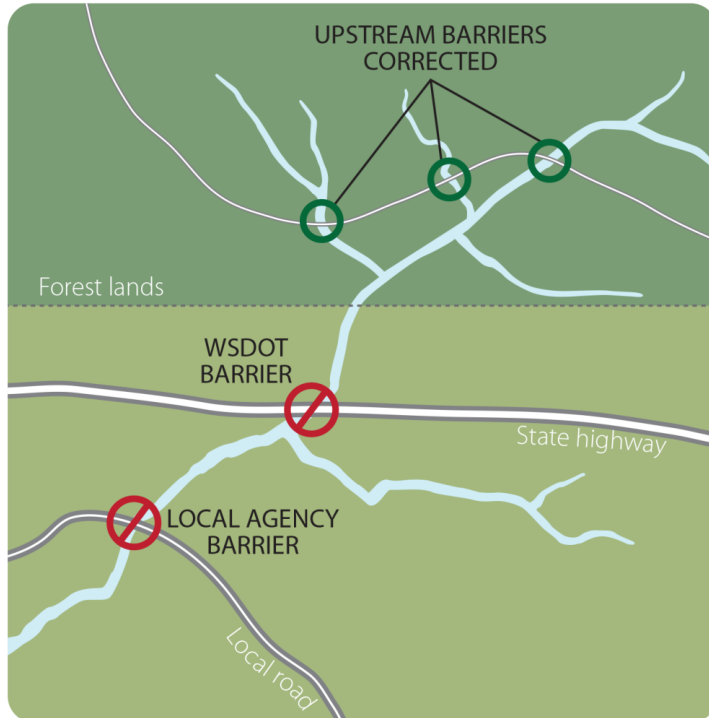 UPSTREAM BARRIERS
CORRECTED
Forest lands
WSDOT
BARRIER
State highway
LOCAL AGENCY
BARRIER
Local road